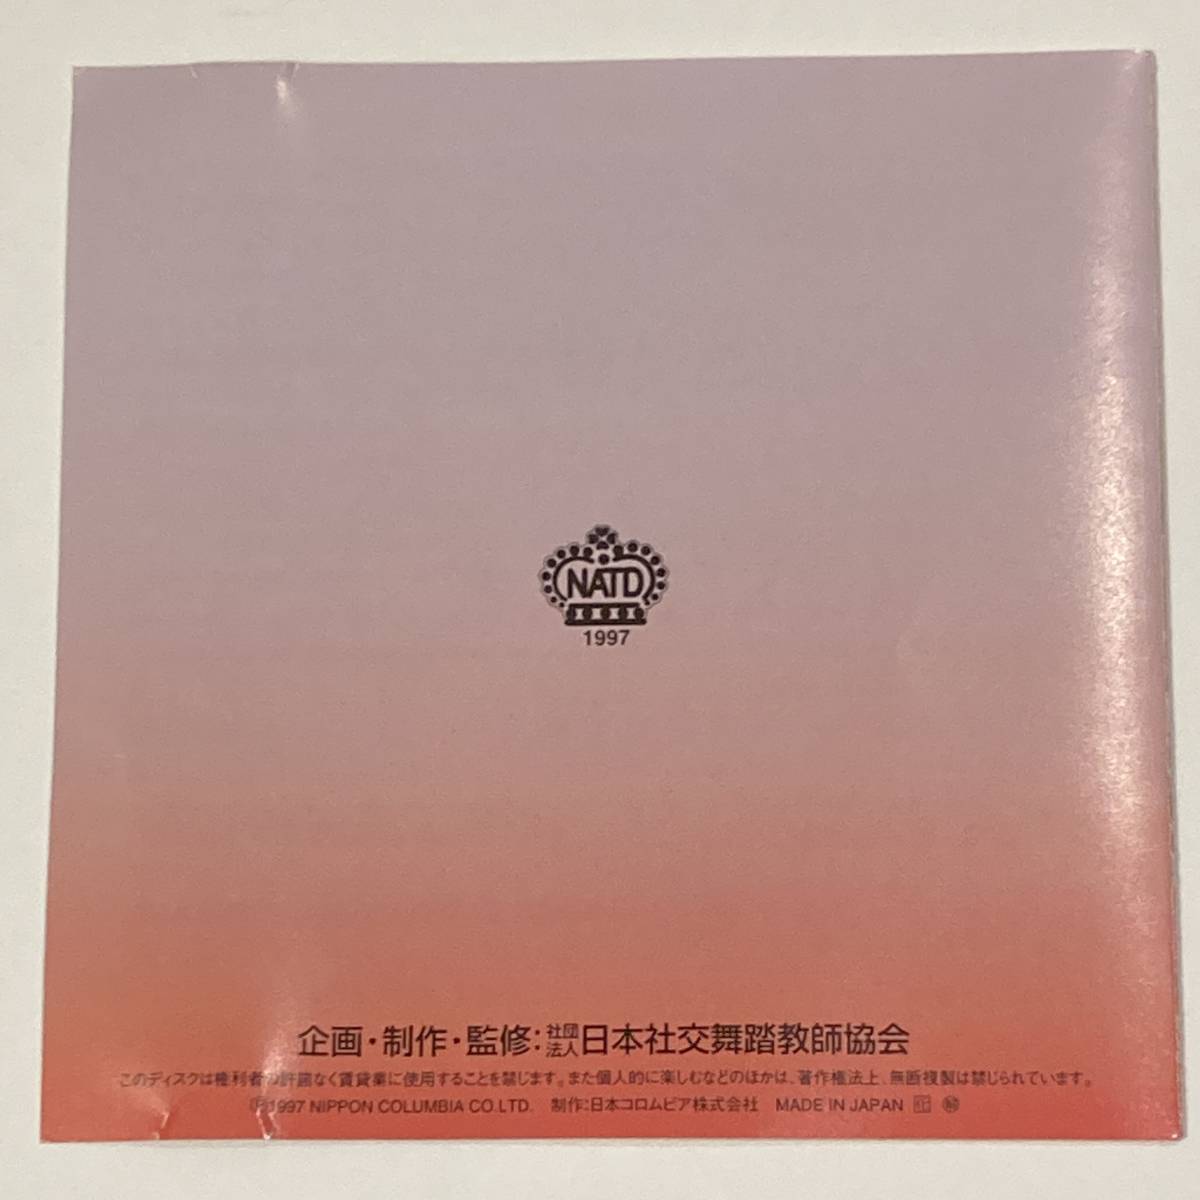 NATD
1997
企画・制作・監修：社団法人日本社交舞踏教師協会
このディスクは権利者の許諾なく賃貸業に使用することを禁じます。また個人的に楽しむなどのほかは、著作権法上、無断複製は禁じられています。
Ⓟ1997 NIPPON COLUMBIA CO.LTD. 制作：日本コロムビア株式会社 MADE IN JAPAN